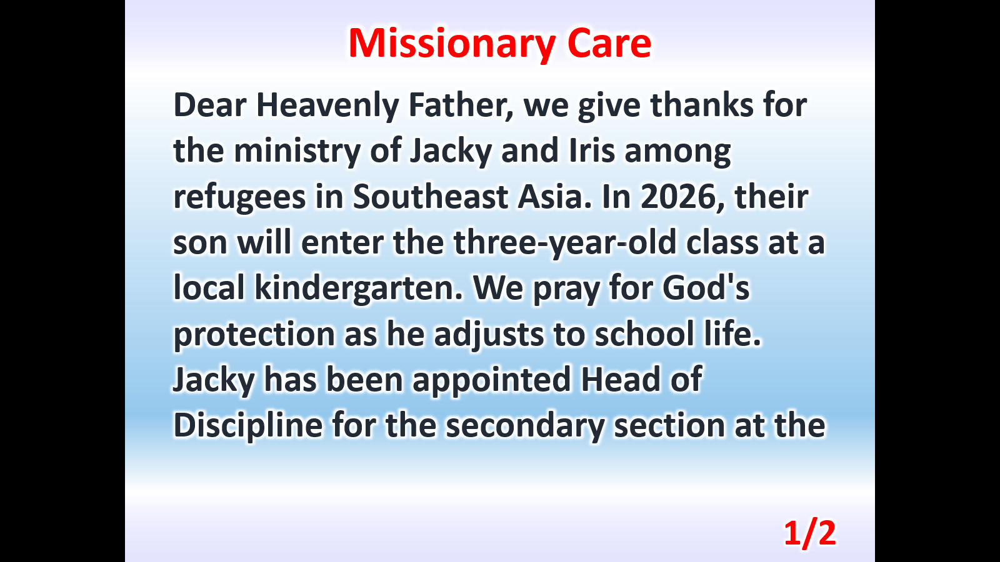 Missionary Care
Dear Heavenly Father, we give thanks for
the ministry of Jacky and Iris among
refugees in Southeast Asia. In 2026, their
son will enter the three-year-old class at a
local kindergarten. We pray for God's
protection as he adjusts to school life.
Jacky has been appointed Head of
Discipline for the secondary section at the
1/2